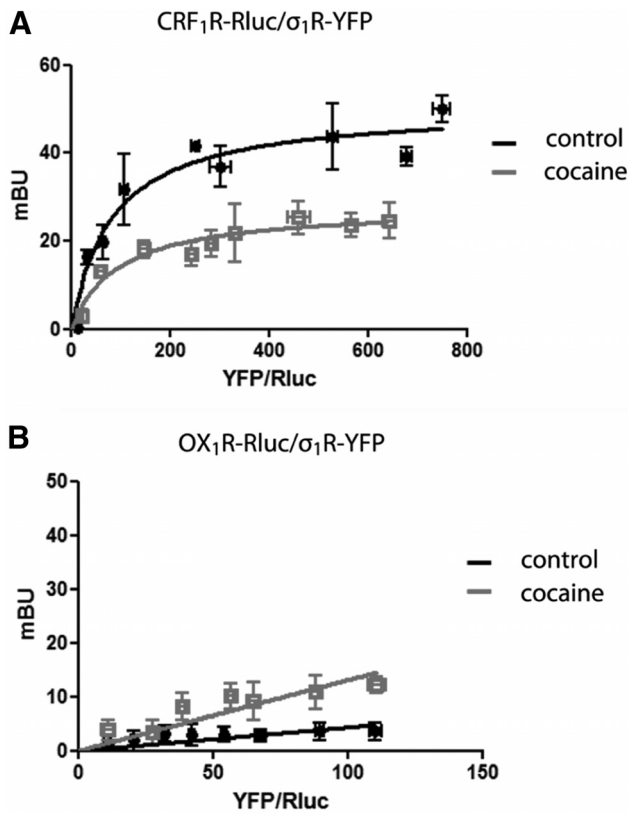 A
CRF₁R-Rluc/σ₁R-YFP
60
40
20
0
mBU
0 200 400 600 800
YFP/Rluc
control
cocaine
B
OX₁R-Rluc/σ₁R-YFP
50
40
30
20
10
0
mBU
0 50 100 150
YFP/Rluc
control
cocaine